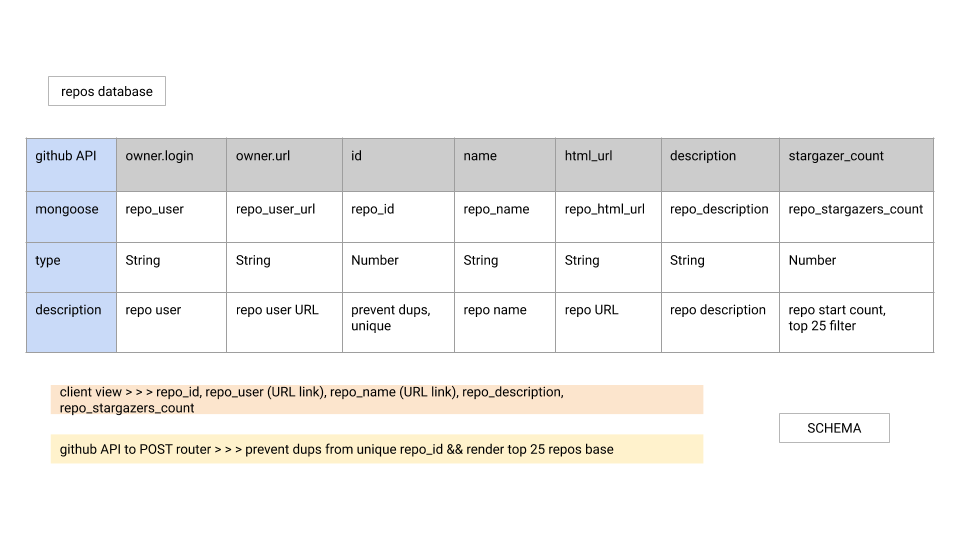 repos database
github API owner.login owner.url id name html_url description stargazer_count
mongoose repo_user repo_user_url repo_id repo_name repo_html_url repo_description repo_stargazers_count
type String String Number String String String Number
description repo user repo user URL prevent dups, repo name repo URL repo description repo start count,
unique top 25 filter
client view > > > repo_id, repo_user (URL link), repo_name (URL link), repo_description,
repo_stargazers_count
SCHEMA
github API to POST router > > > prevent dups from unique repo_id && render top 25 repos base